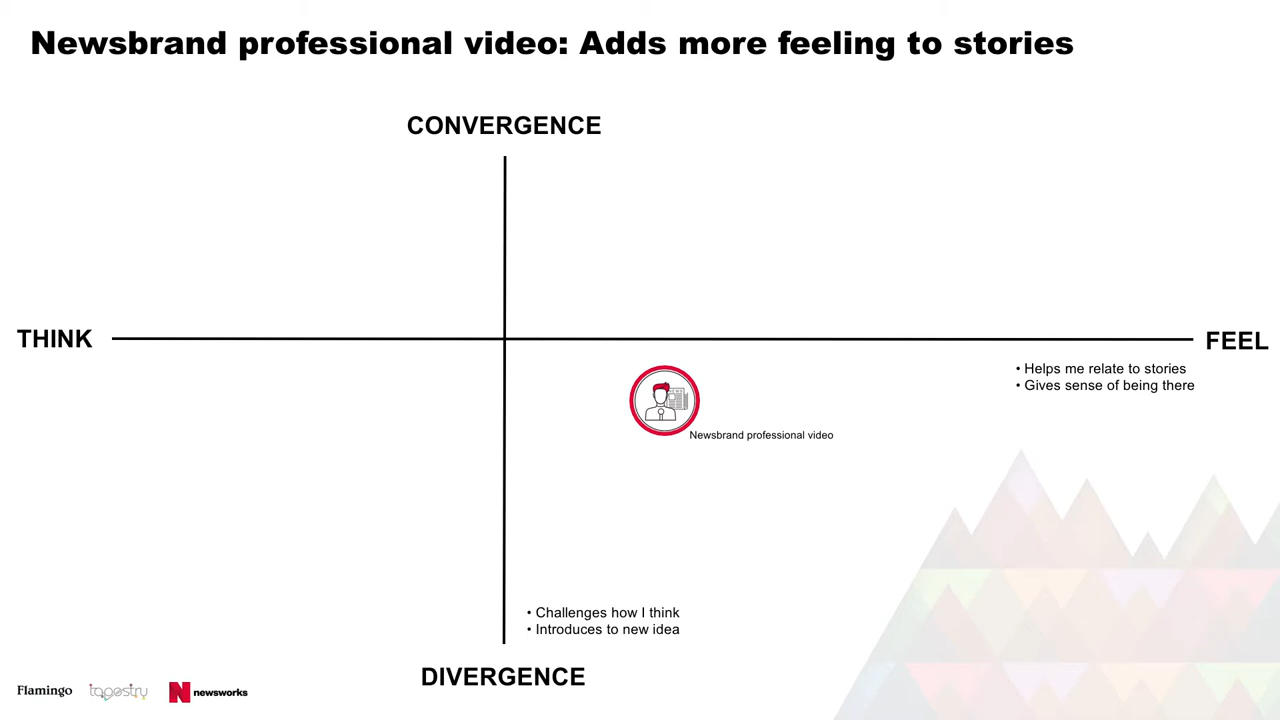 Newsbrand professional video: Adds more feeling to stories
CONVERGENCE
THINK
FEEL
• Helps me relate to stories
• Gives sense of being there
Newsbrand professional video
• Challenges how I think
• Introduces to new idea
DIVERGENCE
Flamingo
tapestry
N newsworks